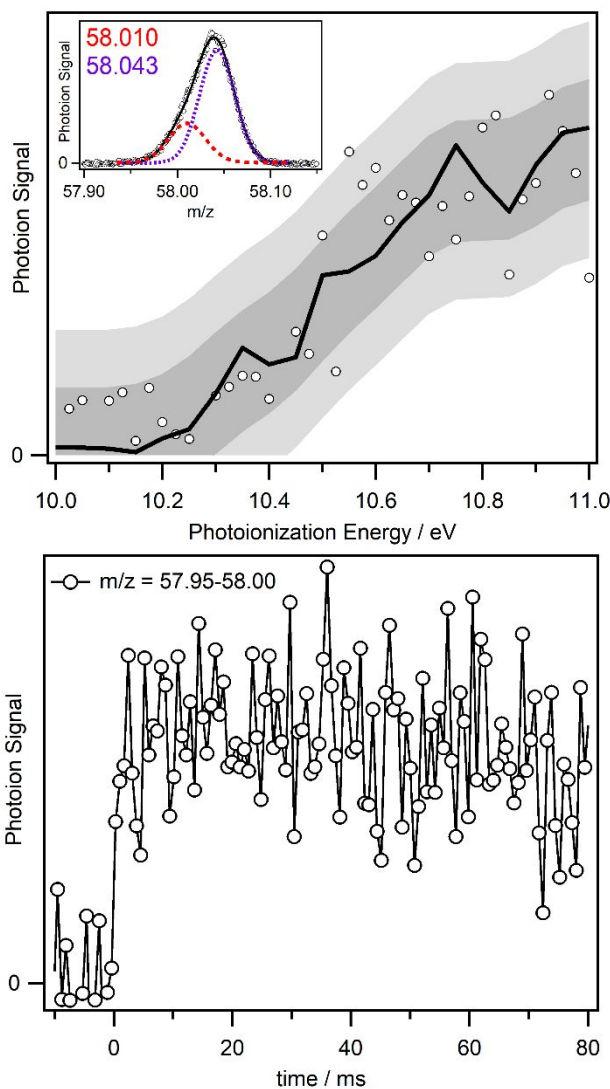 58.010
58.043
Photoion Signal
0
57.90 58.00 58.10
m/z
Photoion Signal
0
10.0 10.2 10.4 10.6 10.8 11.0
Photoionization Energy / eV
m/z = 57.95-58.00
Photoion Signal
0
0 20 40 60 80
time / ms